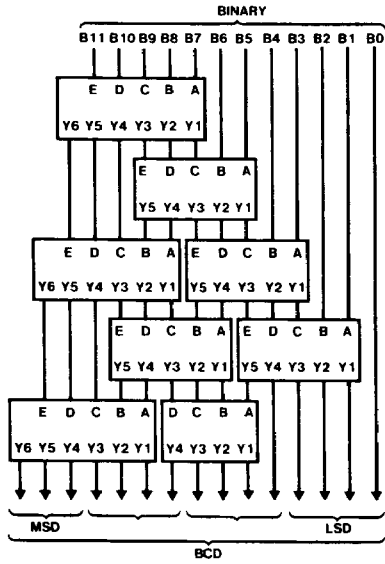 BINARY
B11 B10 B9 B8 B7 B6 B5 B4 B3 B2 B1 B0
E D C B A
Y6 Y5 Y4 Y3 Y2 Y1
E D C B A
Y5 Y4 Y3 Y2 Y1
E D C B A E D C B A
Y6 Y5 Y4 Y3 Y2 Y1 Y5 Y4 Y3 Y2 Y1
E D C B A E D C B A
Y5 Y4 Y3 Y2 Y1 Y5 Y4 Y3 Y2 Y1
E D C B A D C B A
Y6 Y5 Y4 Y3 Y2 Y1 Y4 Y3 Y2 Y1
MSD LSD
BCD